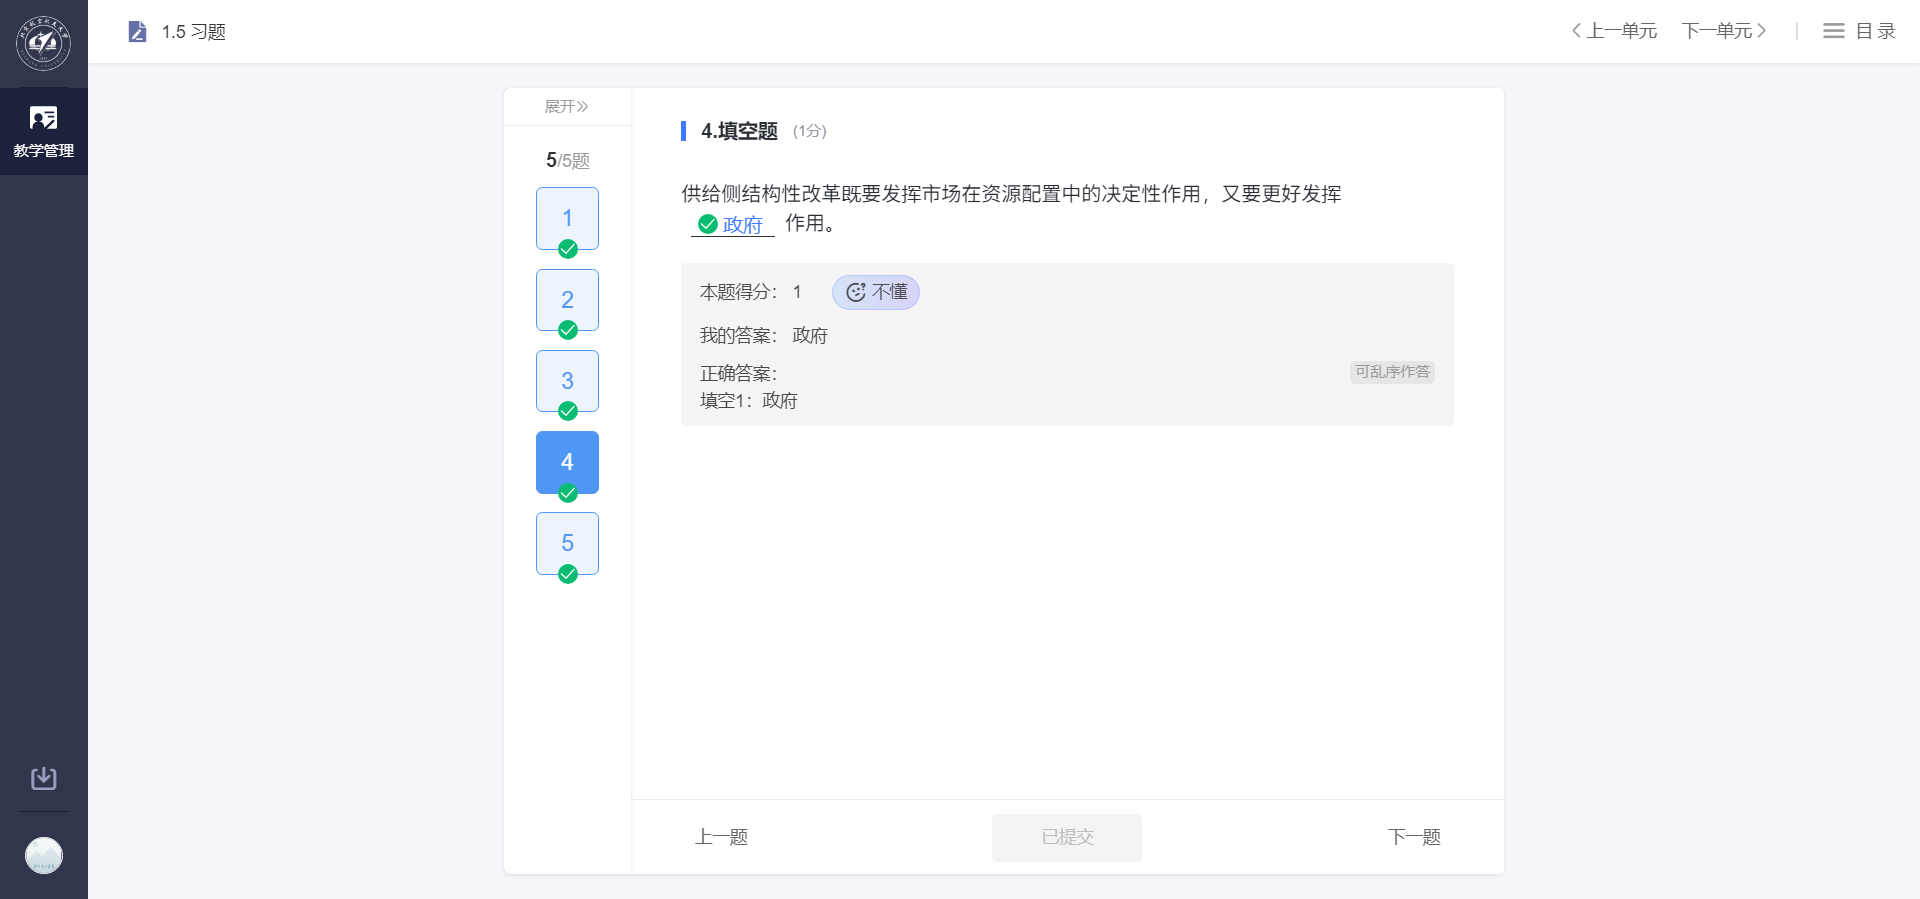 1.5 习题
上一单元
下一单元
目录
教学管理
展开
5/5题
1
2
3
4
5
4.填空题 (1分)
供给侧结构性改革既要发挥市场在资源配置中的决定性作用，又要更好发挥
政府 作用。
本题得分： 1 不懂
我的答案： 政府
正确答案：
可乱序作答
填空1：政府
上一题
已提交
下一题